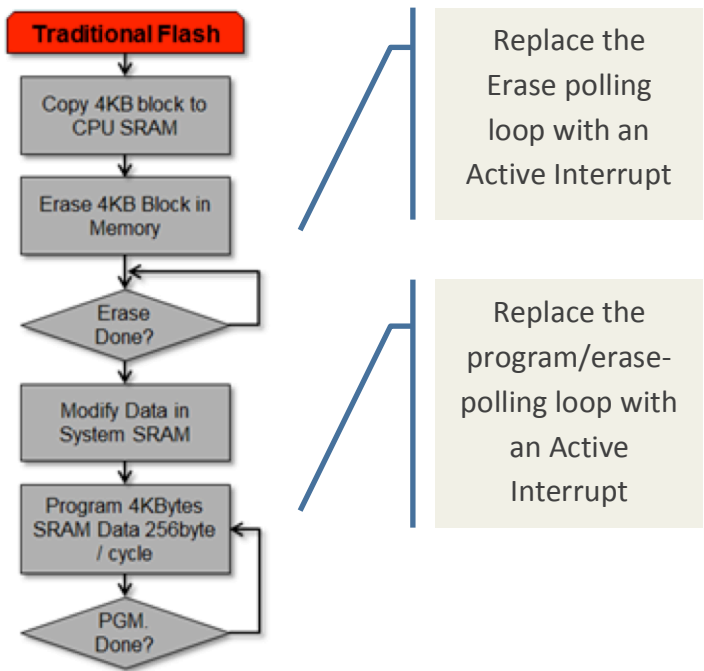 Traditional Flash
Copy 4KB block to
CPU SRAM
Erase 4KB Block in
Memory
Erase
Done?
Modify Data in
System SRAM
Program 4KBytes
SRAM Data 256byte
/ cycle
PGM.
Done?
Replace the
Erase polling
loop with an
Active Interrupt
Replace the
program/erase-
polling loop with
an Active
Interrupt